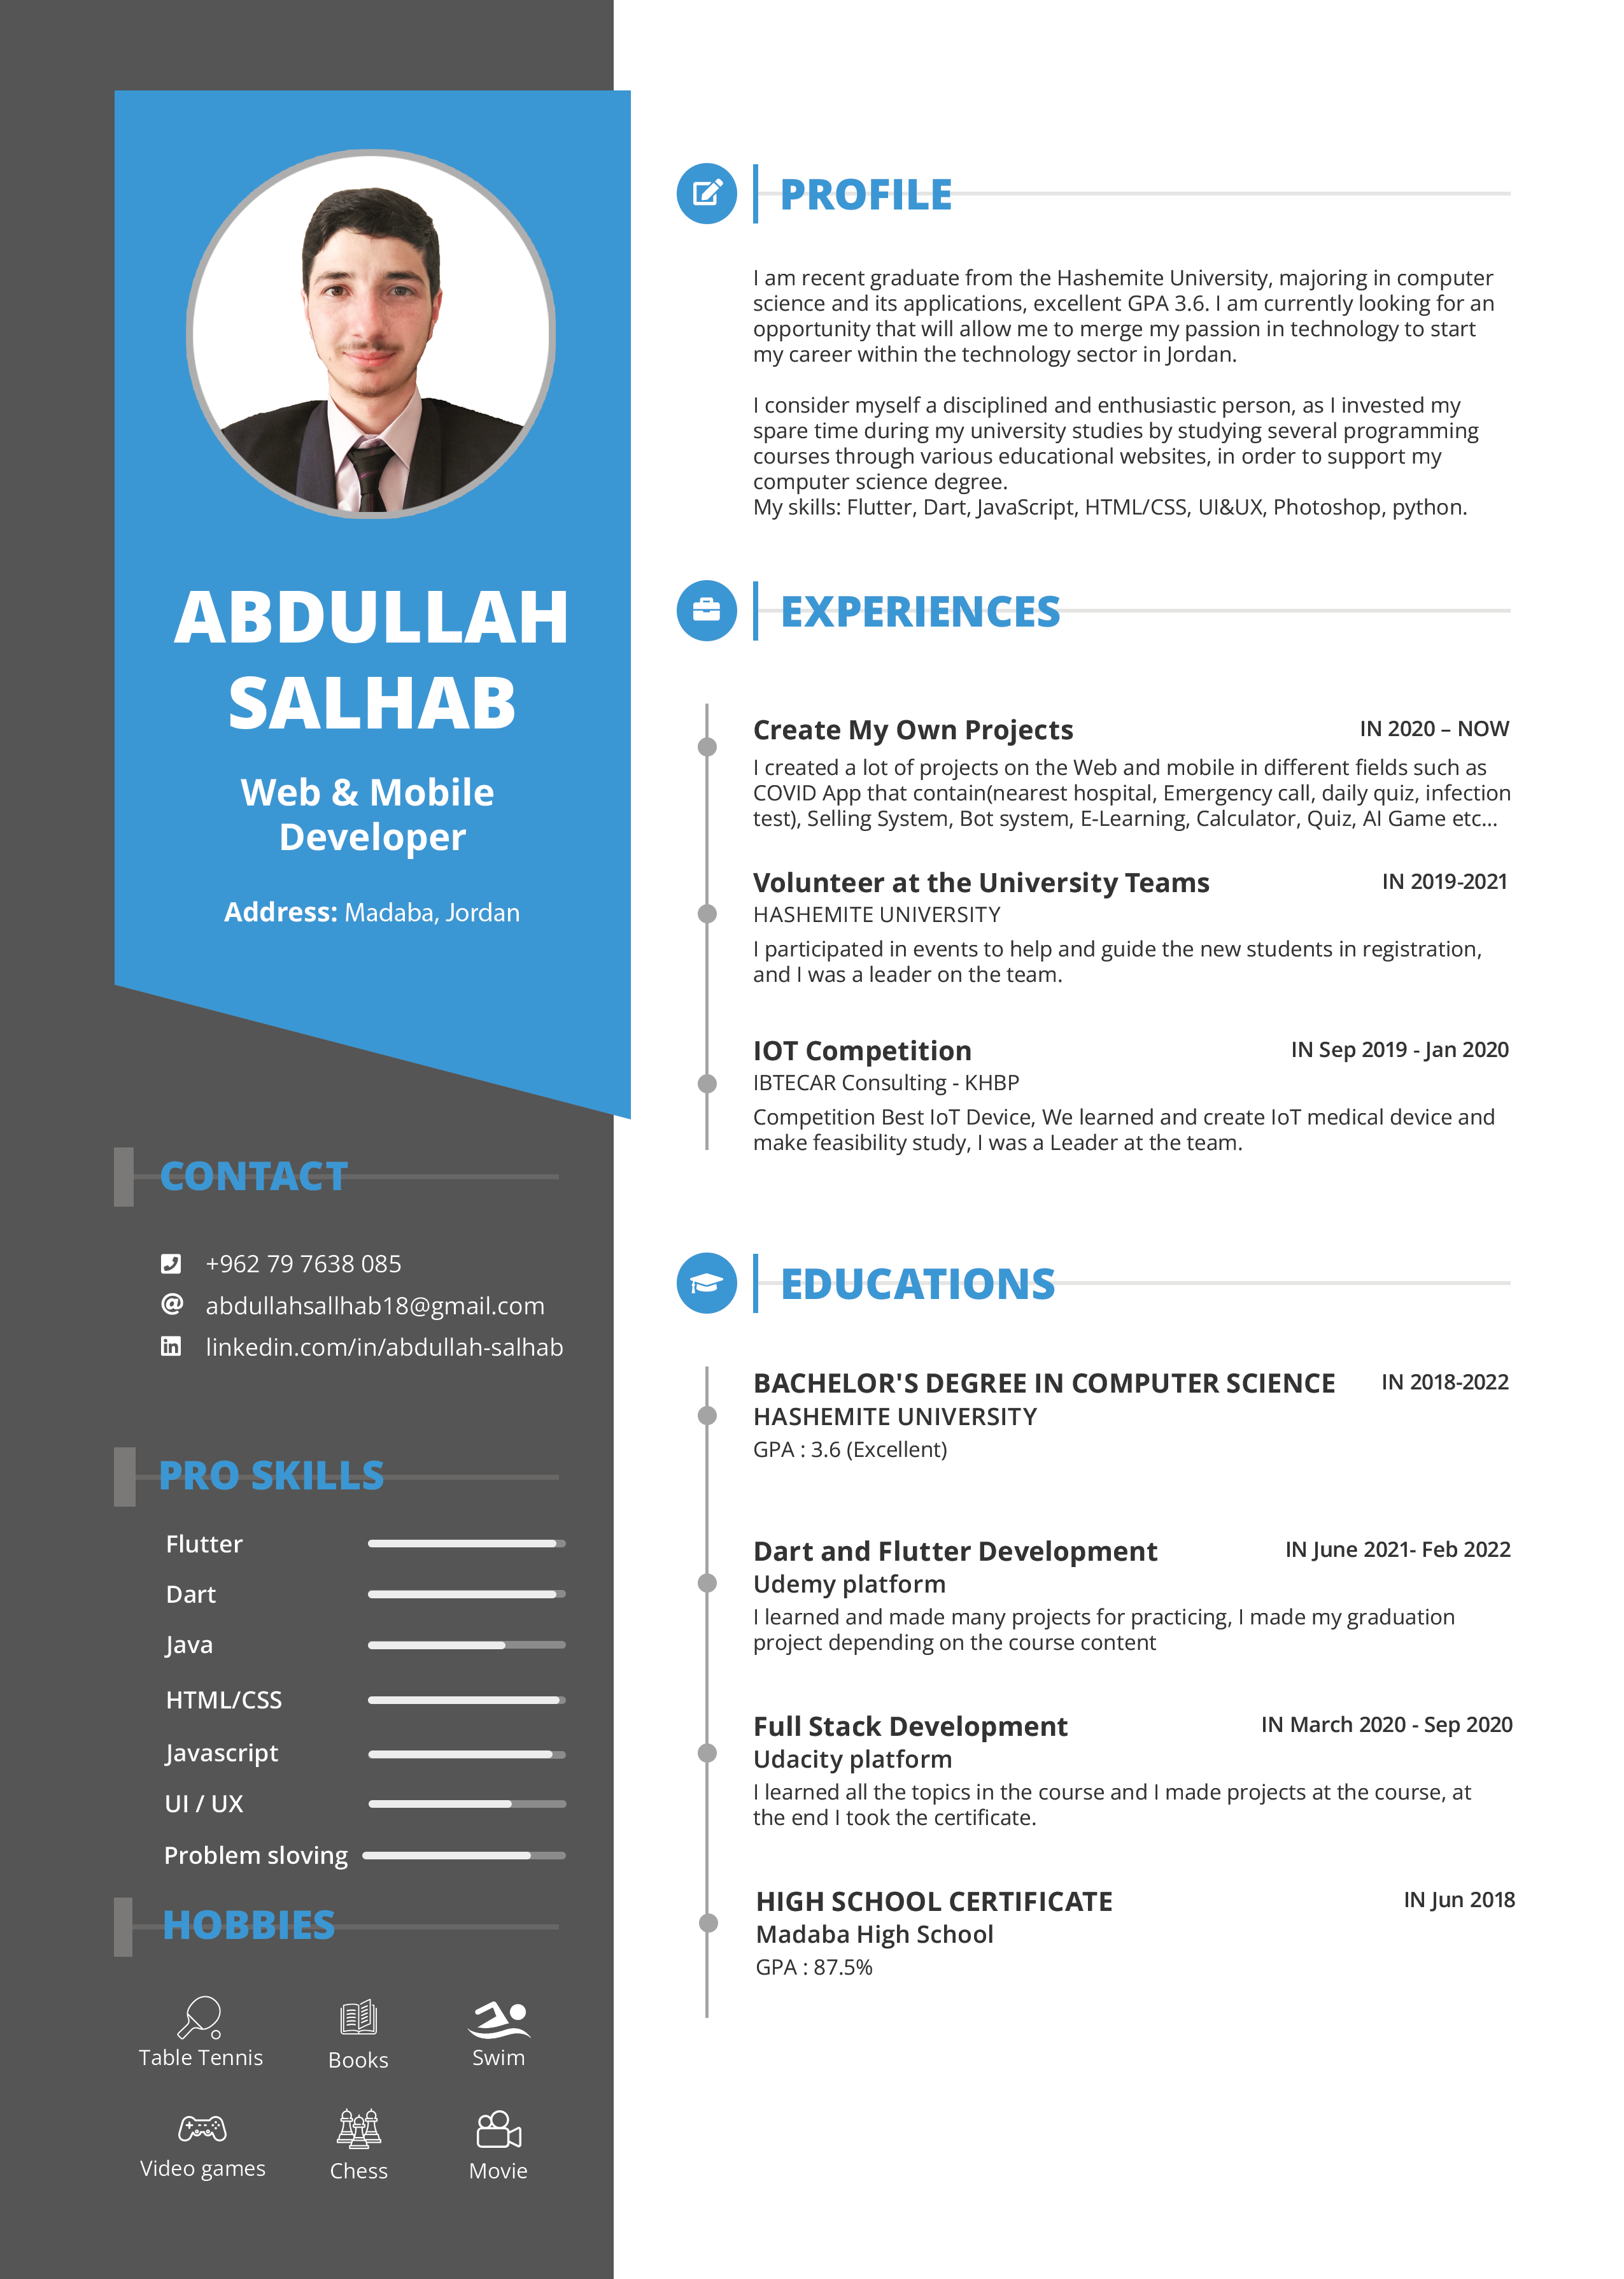 ABDULLAH
SALHAB
Web & Mobile
Developer
Address: Madaba, Jordan
CONTACT
+962 79 7638 085
abdullahsallhab18@gmail.com
linkedin.com/in/abdullah-salhab
PRO SKILLS
Flutter
Dart
Java
HTML/CSS
Javascript
UI / UX
Problem sloving
HOBBIES
Table Tennis
Books
Swim
Video games
Chess
Movie
PROFILE
I am recent graduate from the Hashemite University, majoring in computer
science and its applications, excellent GPA 3.6. I am currently looking for an
opportunity that will allow me to merge my passion in technology to start
my career within the technology sector in Jordan.
I consider myself a disciplined and enthusiastic person, as I invested my
spare time during my university studies by studying several programming
courses through various educational websites, in order to support my
computer science degree.
My skills: Flutter, Dart, JavaScript, HTML/CSS, UI&UX, Photoshop, python.
EXPERIENCES
Create My Own Projects IN 2020 – NOW
I created a lot of projects on the Web and mobile in different fields such as
COVID App that contain(nearest hospital, Emergency call, daily quiz, infection
test), Selling System, Bot system, E-Learning, Calculator, Quiz, AI Game etc...
Volunteer at the University Teams IN 2019-2021
HASHEMITE UNIVERSITY
I participated in events to help and guide the new students in registration,
and I was a leader on the team.
IOT Competition IN Sep 2019 - Jan 2020
IBTECAR Consulting - KHBP
Competition Best IoT Device, We learned and create IoT medical device and
make feasibility study, I was a Leader at the team.
EDUCATIONS
BACHELOR'S DEGREE IN COMPUTER SCIENCE IN 2018-2022
HASHEMITE UNIVERSITY
GPA : 3.6 (Excellent)
Dart and Flutter Development IN June 2021- Feb 2022
Udemy platform
I learned and made many projects for practicing, I made my graduation
project depending on the course content
Full Stack Development IN March 2020 - Sep 2020
Udacity platform
I learned all the topics in the course and I made projects at the course, at
the end I took the certificate.
HIGH SCHOOL CERTIFICATE IN Jun 2018
Madaba High School
GPA : 87.5%